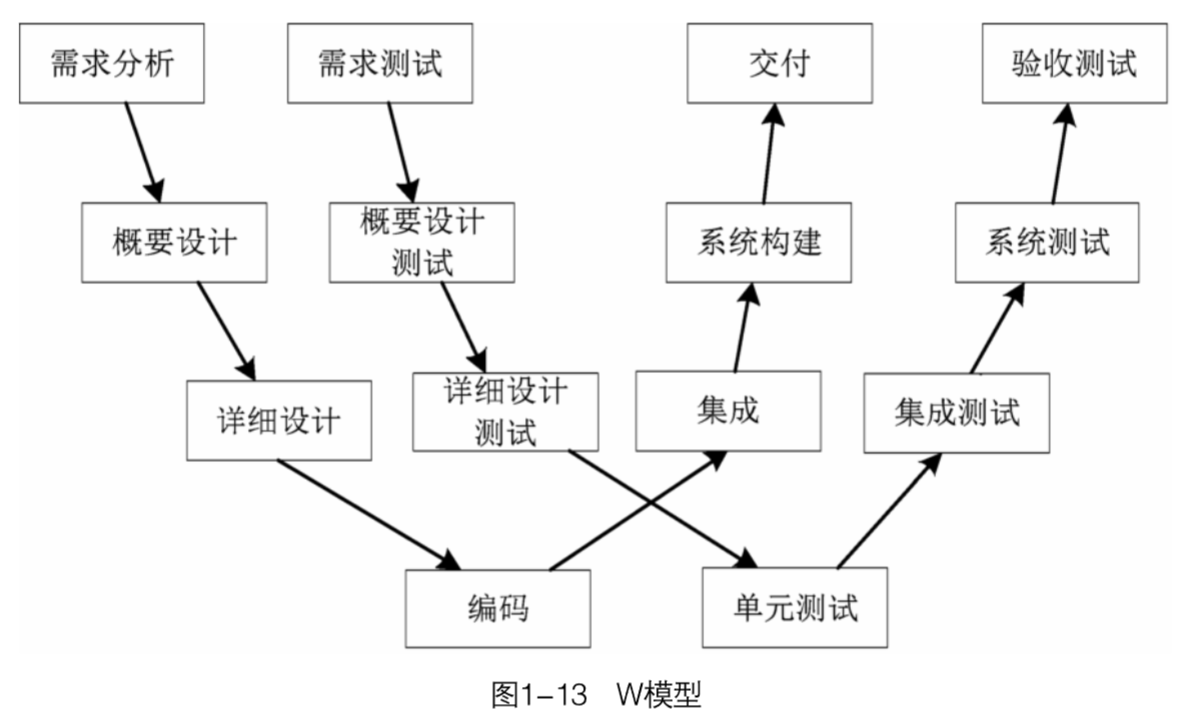 需求分析
需求测试
交付
验收测试
概要设计
概要设计
测试
系统构建
系统测试
详细设计
详细设计
测试
集成
集成测试
编码
单元测试
图1-13 W模型